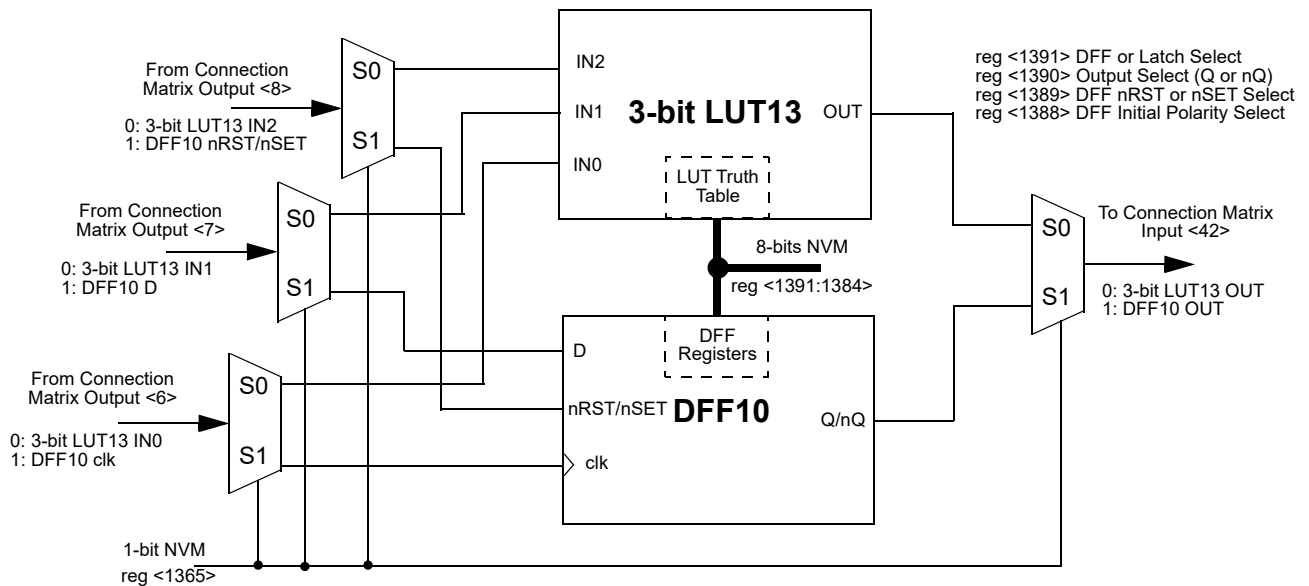 From Connection
Matrix Output <8>
0: 3-bit LUT13 IN2
1: DFF10 nRST/nSET
S0
S1
From Connection
Matrix Output <7>
0: 3-bit LUT13 IN1
1: DFF10 D
S0
S1
From Connection
Matrix Output <6>
0: 3-bit LUT13 IN0
1: DFF10 clk
S0
S1
1-bit NVM
reg <1365>
IN2
IN1
IN0
3-bit LUT13
OUT
LUT Truth
Table
8-bits NVM
reg <1391:1384>
DFF
Registers
D
nRST/nSET
clk
DFF10
Q/nQ
reg <1391> DFF or Latch Select
reg <1390> Output Select (Q or nQ)
reg <1389> DFF nRST or nSET Select
reg <1388> DFF Initial Polarity Select
S0
S1
To Connection Matrix
Input <42>
0: 3-bit LUT13 OUT
1: DFF10 OUT